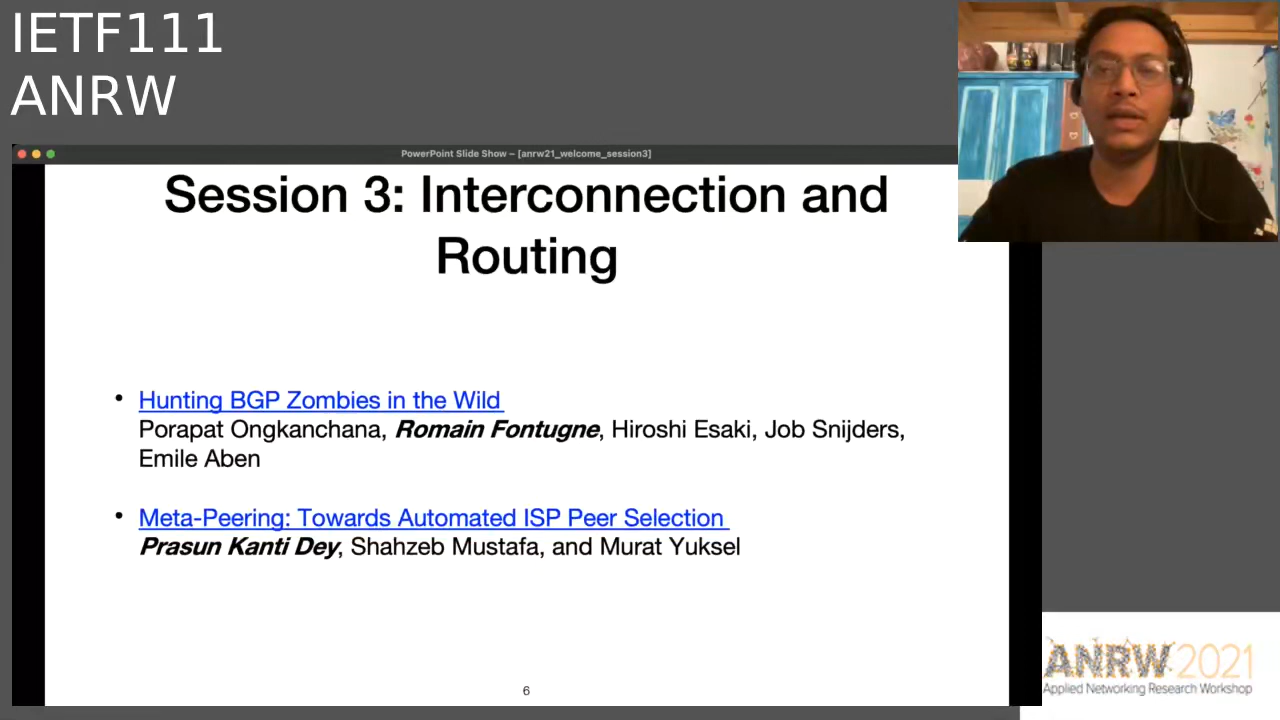 IETF111
ANRW
PowerPoint Slide Show – [anrw21_welcome_session3]
Session 3: Interconnection and
Routing
• Hunting BGP Zombies in the Wild
Porapat Ongkanchana, Romain Fontugne, Hiroshi Esaki, Job Snijders,
Emile Aben
• Meta-Peering: Towards Automated ISP Peer Selection
Prasun Kanti Dey, Shahzeb Mustafa, and Murat Yuksel
6
ANRW 2021
Applied Networking Research Workshop